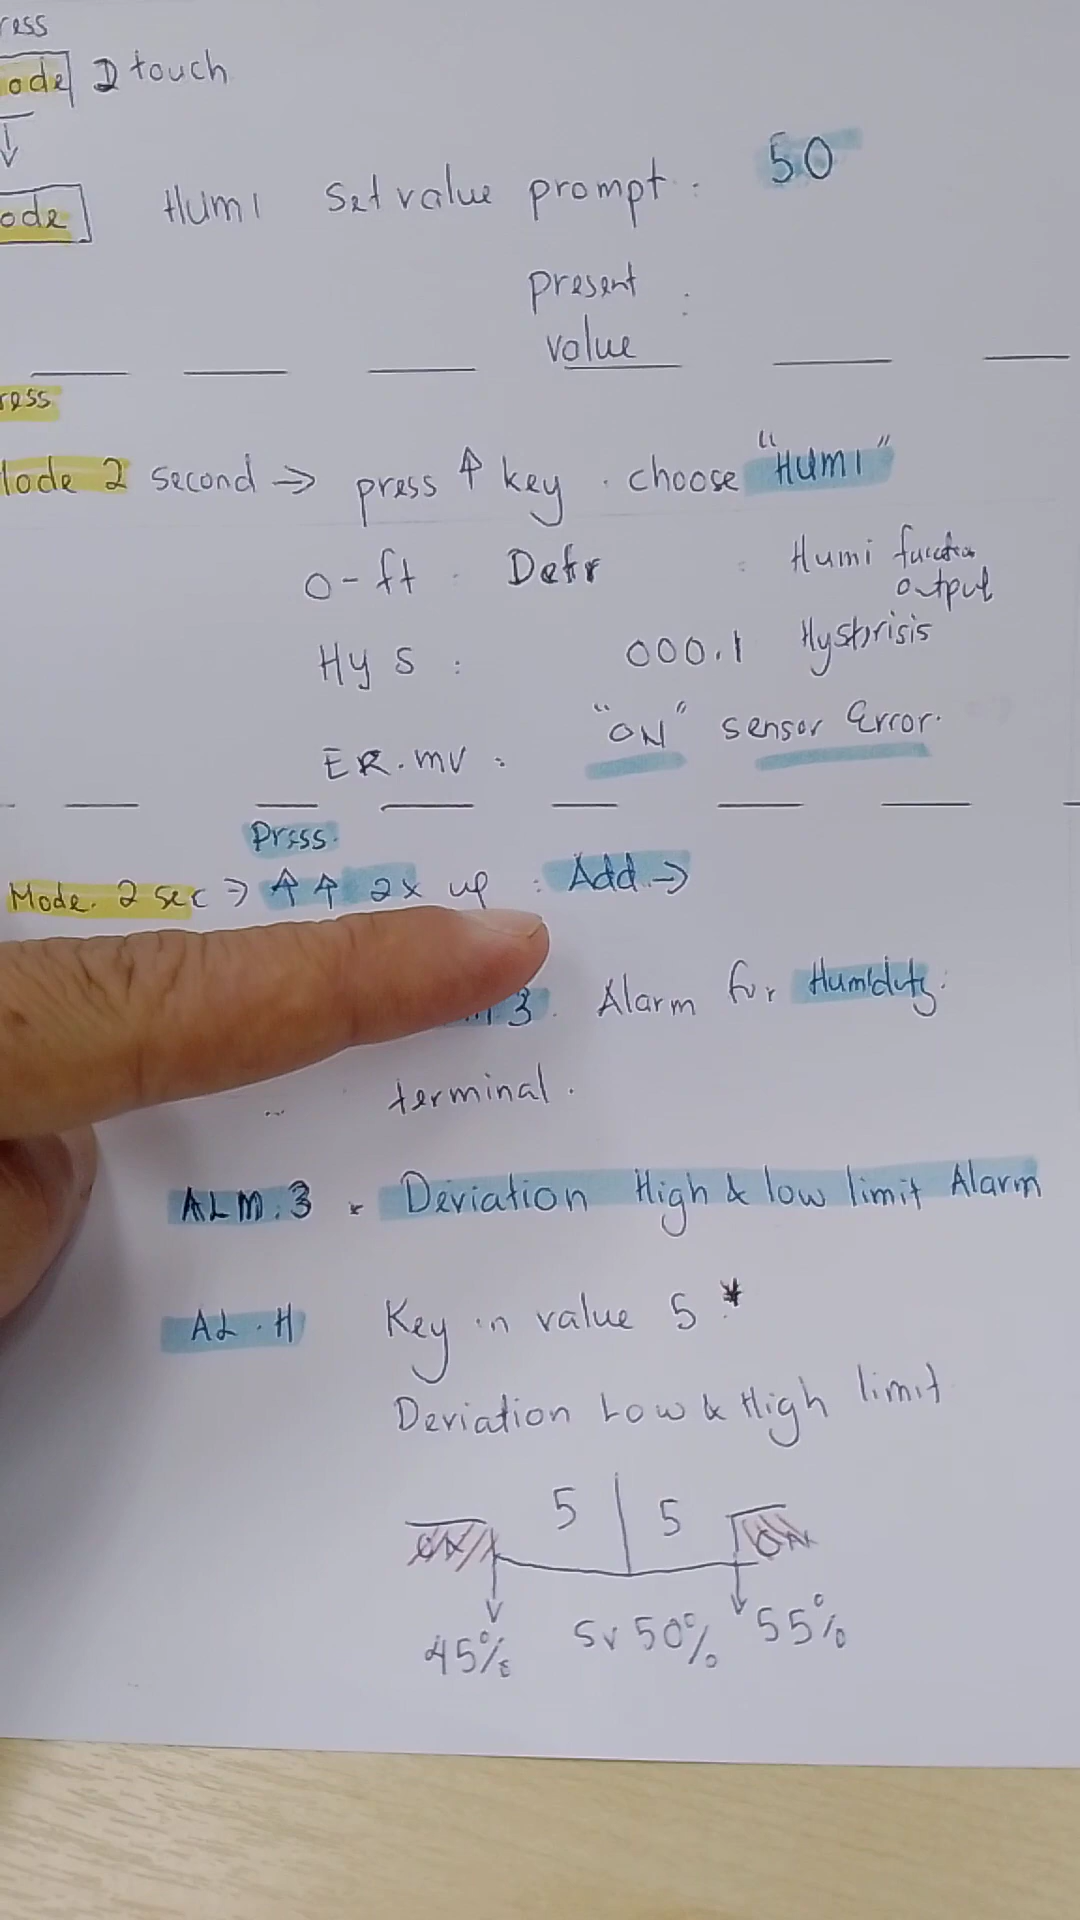 ress
ode 2 touch
ode Humi Set value prompt : 50
present :
value
ress
Mode 2 second → press ↑ key . choose "Humi"
O-ft : Dehr : Humi function
output
Hys : 000.1 Hystirisis
ER.mv : "ON" sensor Error.
Press.
Mode. 2 sec → ↑ ↑ 2x up : Add. →
3. Alarm for Humidity:
terminal.
ALM.3 . Deviation High & low limit Alarm
AL.H Key in value 5 *
Deviation Low & High limit
ON 5 | 5 ON
45% SV 50% 55%